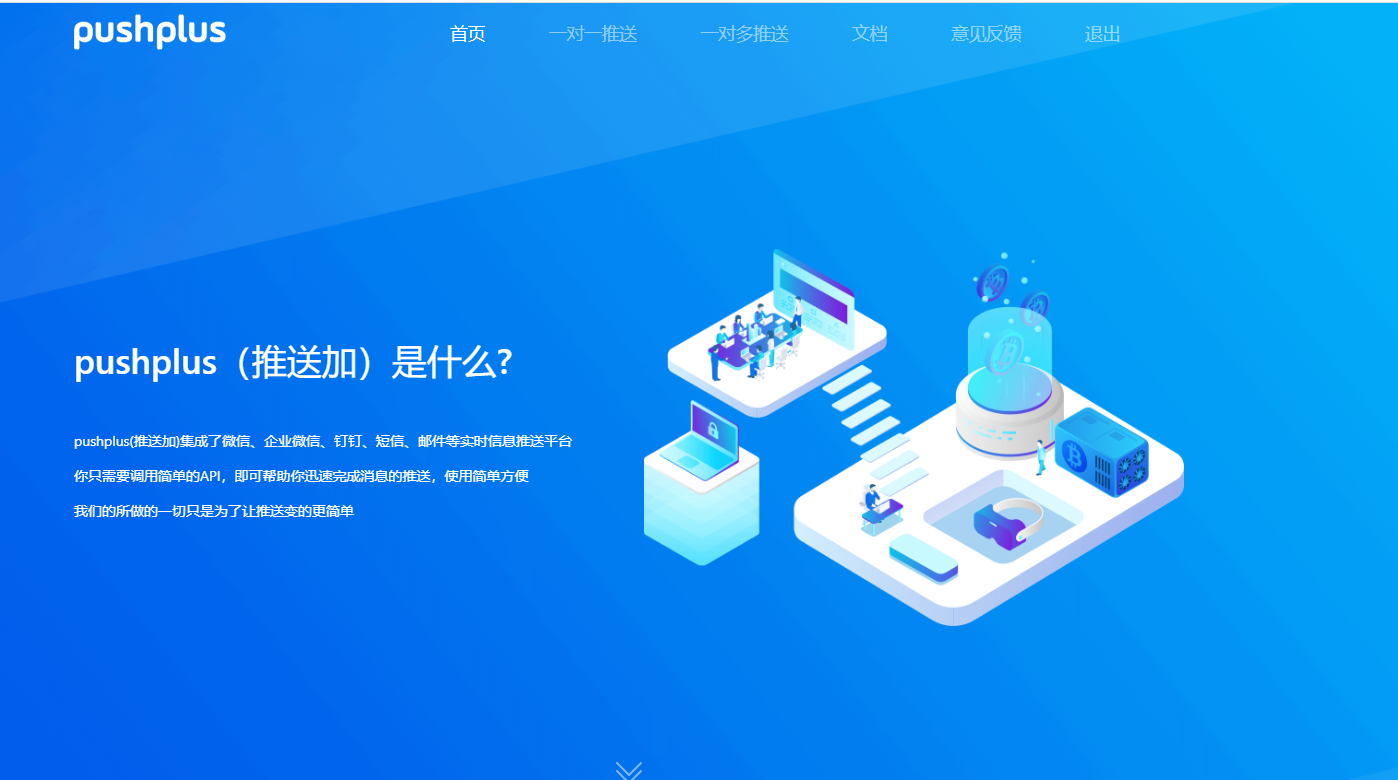 pushplus
首页
一对一推送
一对多推送
文档
意见反馈
退出
pushplus（推送加）是什么?
pushplus(推送加)集成了微信、企业微信、钉钉、短信、邮件等实时信息推送平台
你只需要调用简单的API，即可帮助你迅速完成消息的推送，使用简单方便
我们的所做的一切只是为了让推送变的更简单